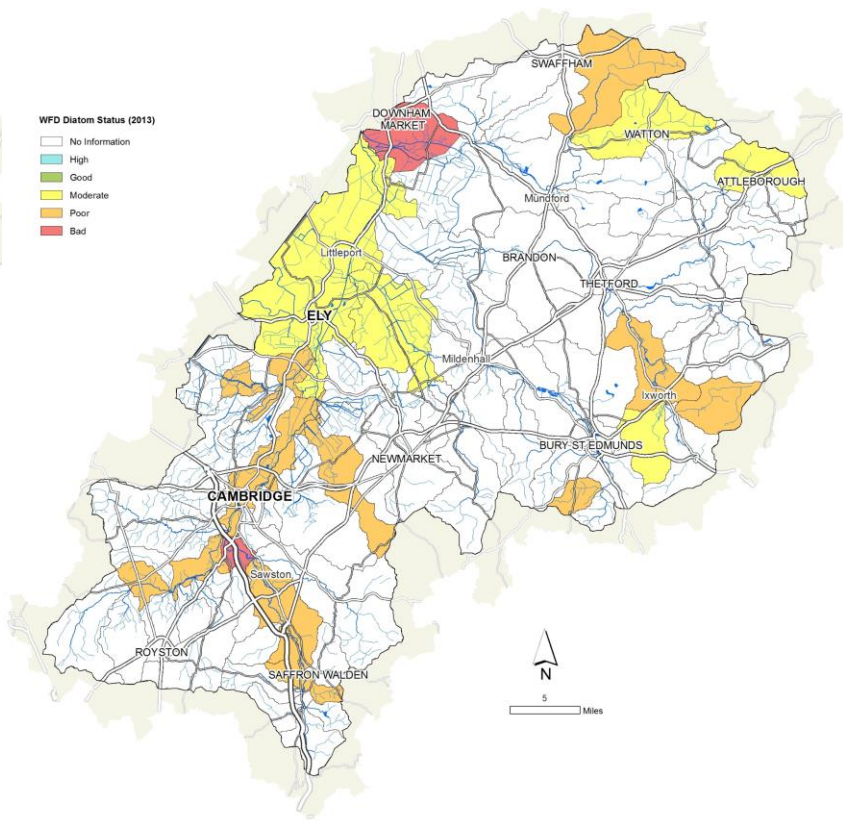 WFD Diatom Status (2013)
No Information
High
Good
Moderate
Poor
Bad
SWAFFHAM
DOWNHAM
MARKET
WATTON
ATTLEBOROUGH
Mundford
Littleport
BRANDON
THETFORD
ELY
Mildenhall
Ixworth
BURY ST EDMUNDS
NEWMARKET
CAMBRIDGE
Sawston
ROYSTON
SAFFRON WALDEN
N
5
Miles